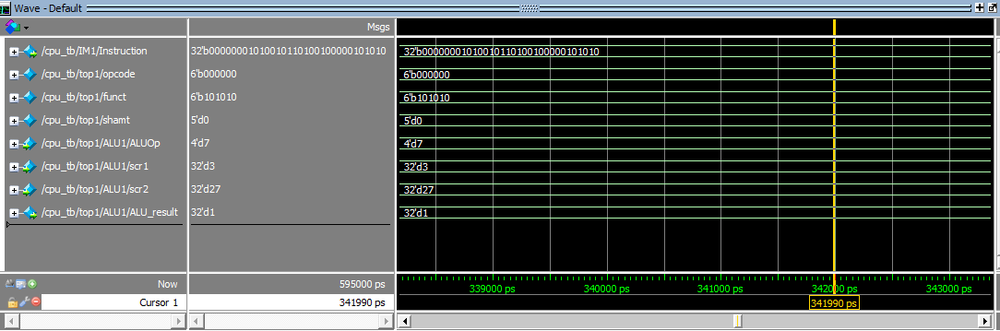 Wave - Default
Msgs
/cpu_tb/IM1/Instruction 32'b00000001010010110100100000101010 32'b00000001010010110100100000101010
/cpu_tb/top1/opcode 6'b000000 6'b000000
/cpu_tb/top1/funct 6'b101010 6'b101010
/cpu_tb/top1/shamt 5'd0 5'd0
/cpu_tb/top1/ALU1/ALUOp 4'd7 4'd7
/cpu_tb/top1/ALU1/scr1 32'd3 32'd3
/cpu_tb/top1/ALU1/scr2 32'd27 32'd27
/cpu_tb/top1/ALU1/ALU_result 32'd1 32'd1
Now 595000 ps 339000 ps 340000 ps 341000 ps 342000 ps 343000 ps
Cursor 1 341990 ps 341990 ps